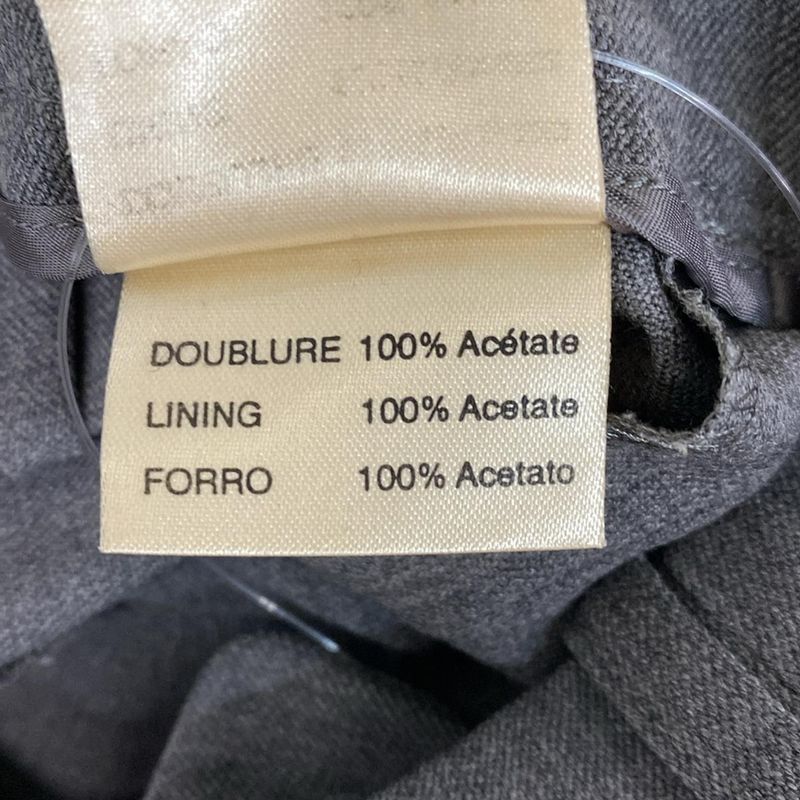 DOUBLURE 100% Acétate
LINING 100% Acetate
FORRO 100% Acetato